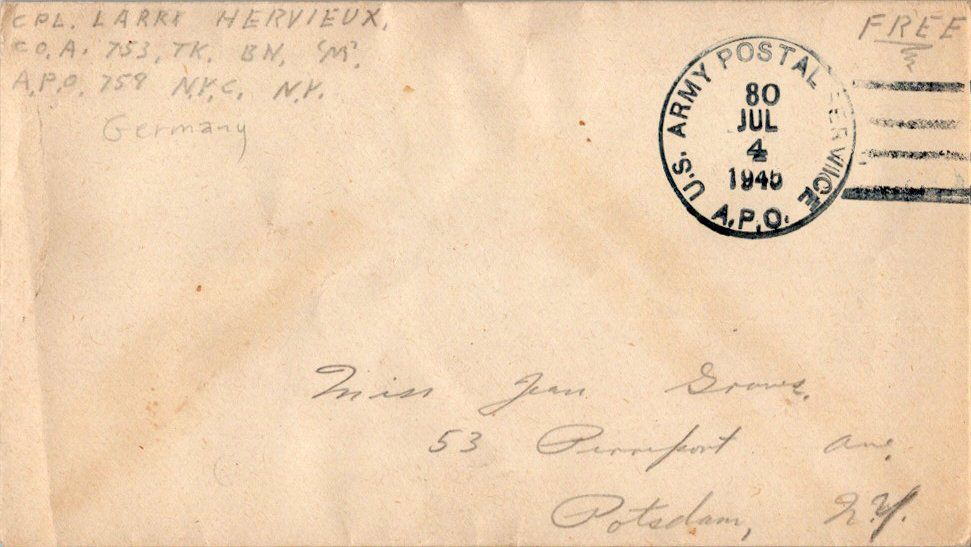 CPL. LARRY HERVIEUX,
CO. A. 753, TK. BN, "M".
A.P.O. 759 N.Y.C. N.Y.
Germany
FREE
U.S. ARMY POSTAL SERVICE
80
JUL
4
1945
A.P.O.
Miss Jean Groves.
53 Pierrepont Ave.
Potsdam, N.Y.